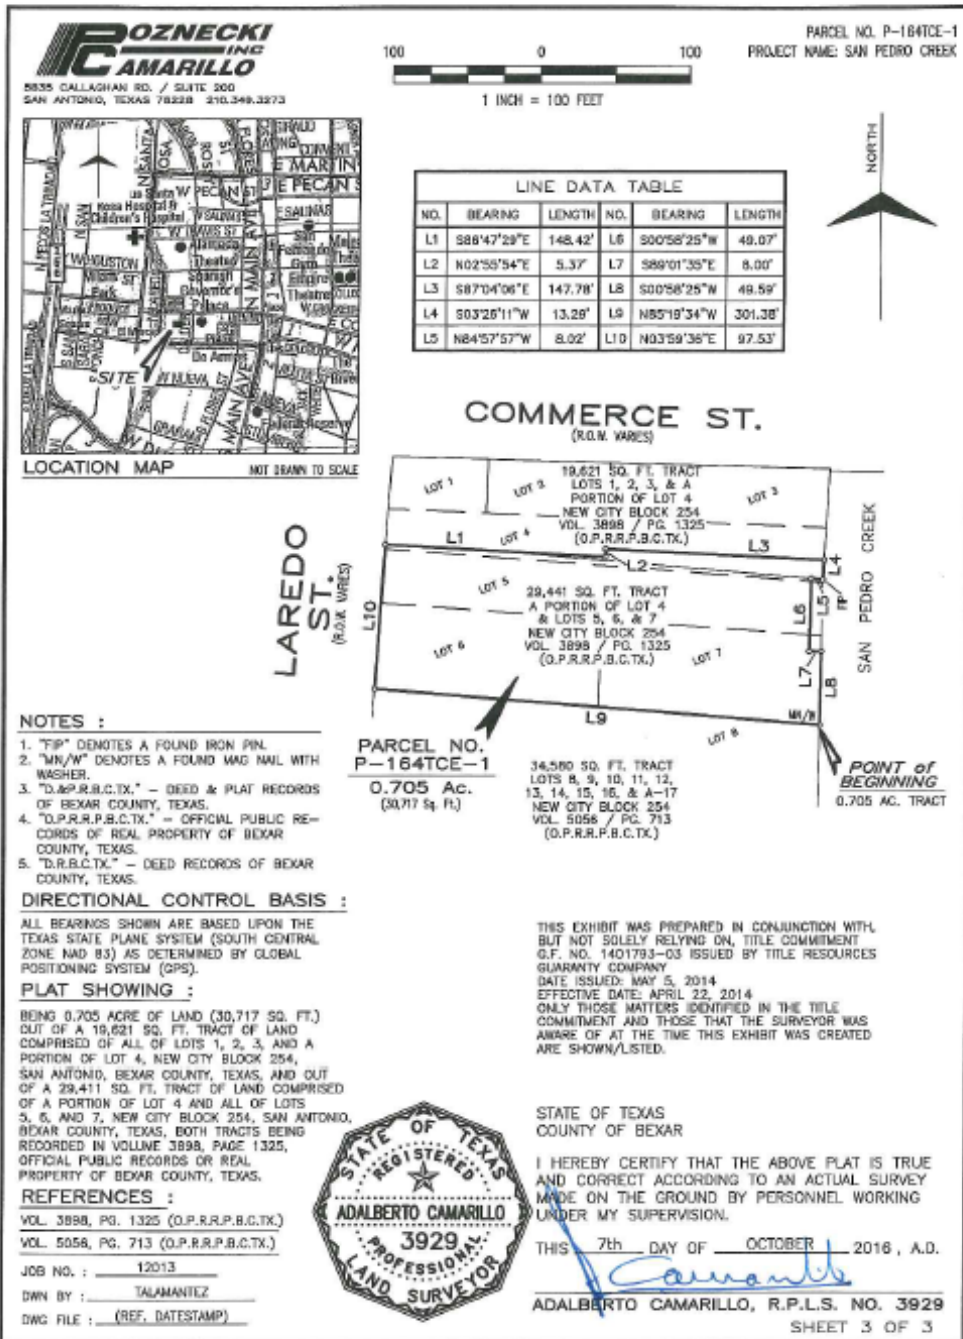 POZNECKI
INC
CAMARILLO
5835 CALLAGHAN RD. / SUITE 200
SAN ANTONIO, TEXAS 78228 210.349.3273
100 0 100
1 INCH = 100 FEET
PARCEL NO. P-164TCE-1
PROJECT NAME: SAN PEDRO CREEK
NORTH
LINE DATA TABLE
NO. BEARING LENGTH NO. BEARING LENGTH
L1 S86°47'29"E 148.42' L6 S00°58'25"W 49.07'
L2 N02°55'54"E 5.37' L7 S89°01'35"E 8.00'
L3 S87°04'06"E 147.78' L8 S00°58'25"W 49.59'
L4 S03°26'11"W 13.29' L9 N85°19'34"W 301.38'
L5 N84°57'57"W 8.02' L10 N03°59'36"E 97.53'
E MARTIN
W PECAN ST
E PECAN S
Children's Hospital
E SALINAS
Alameda
Theater
Spanish
Governor's
Palace
W HOUSTON
Park
W NUEVA
SITE
LOCATION MAP NOT DRAWN TO SCALE
COMMERCE ST.
(R.O.W. VARIES)
LOT 1
LOT 2
LOT 3
19,621 SQ. FT. TRACT
LOTS 1, 2, 3, & A
PORTION OF LOT 4
NEW CITY BLOCK 254
VOL. 3898 / PG. 1325
(O.P.R.R.P.B.C.TX.)
LOT 4
L1
L2
L3
L4
L5
FIP
L6
L7
L8
SAN PEDRO CREEK
LAREDO
ST.
(R.O.W. VARIES)
L10
LOT 5
29,441 SQ. FT. TRACT
A PORTION OF LOT 4
& LOTS 5, 6, & 7
NEW CITY BLOCK 254
VOL. 3898 / PG. 1325
(O.P.R.R.P.B.C.TX.)
LOT 6
LOT 7
L9
MN/W
LOT 8
PARCEL NO.
P-164TCE-1
0.705 Ac.
(30,717 Sq. Ft.)
34,580 SQ. FT. TRACT
LOTS 8, 9, 10, 11, 12,
13, 14, 15, 16, & A-17
NEW CITY BLOCK 254
VOL. 5056 / PG. 713
(O.P.R.R.P.B.C.TX.)
POINT of
BEGINNING
0.705 AC. TRACT
NOTES :
1. "FIP" DENOTES A FOUND IRON PIN.
2. "MN/W" DENOTES A FOUND MAG NAIL WITH
WASHER.
3. "D.&P.R.B.C.TX." – DEED & PLAT RECORDS
OF BEXAR COUNTY, TEXAS.
4. "O.P.R.R.P.B.C.TX." – OFFICIAL PUBLIC RE–
CORDS OF REAL PROPERTY OF BEXAR
COUNTY, TEXAS.
5. "D.R.B.C.TX." – DEED RECORDS OF BEXAR
COUNTY, TEXAS.
DIRECTIONAL CONTROL BASIS :
ALL BEARINGS SHOWN ARE BASED UPON THE
TEXAS STATE PLANE SYSTEM (SOUTH CENTRAL
ZONE NAD 83) AS DETERMINED BY GLOBAL
POSITIONING SYSTEM (GPS).
PLAT SHOWING :
BEING 0.705 ACRE OF LAND (30,717 SQ. FT.)
OUT OF A 19,621 SQ. FT. TRACT OF LAND
COMPRISED OF ALL OF LOTS 1, 2, 3, AND A
PORTION OF LOT 4, NEW CITY BLOCK 254,
SAN ANTONIO, BEXAR COUNTY, TEXAS, AND OUT
OF A 29,411 SQ. FT. TRACT OF LAND COMPRISED
OF A PORTION OF LOT 4 AND ALL OF LOTS
5, 6, AND 7, NEW CITY BLOCK 254, SAN ANTONIO,
BEXAR COUNTY, TEXAS, BOTH TRACTS BEING
RECORDED IN VOLUME 3898, PAGE 1325,
OFFICIAL PUBLIC RECORDS OR REAL
PROPERTY OF BEXAR COUNTY, TEXAS.
REFERENCES :
VOL. 3898, PG. 1325 (O.P.R.R.P.B.C.TX.)
VOL. 5056, PG. 713 (O.P.R.R.P.B.C.TX.)
JOB NO. : 12013
DWN BY : TALAMANTEZ
DWG FILE : (REF. DATESTAMP)
STATE OF TEXAS
REGISTERED
ADALBERTO CAMARILLO
3929
PROFESSIONAL
LAND SURVEYOR
THIS EXHIBIT WAS PREPARED IN CONJUNCTION WITH,
BUT NOT SOLELY RELYING ON, TITLE COMMITMENT
G.F. NO. 1401793-03 ISSUED BY TITLE RESOURCES
GUARANTY COMPANY
DATE ISSUED: MAY 5, 2014
EFFECTIVE DATE: APRIL 22, 2014
ONLY THOSE MATTERS IDENTIFIED IN THE TITLE
COMMITMENT AND THOSE THAT THE SURVEYOR WAS
AWARE OF AT THE TIME THIS EXHIBIT WAS CREATED
ARE SHOWN/LISTED.
STATE OF TEXAS
COUNTY OF BEXAR
I HEREBY CERTIFY THAT THE ABOVE PLAT IS TRUE
AND CORRECT ACCORDING TO AN ACTUAL SURVEY
MADE ON THE GROUND BY PERSONNEL WORKING
UNDER MY SUPERVISION.
THIS 7th DAY OF OCTOBER 2016 , A.D.
Camarillo
ADALBERTO CAMARILLO, R.P.L.S. NO. 3929
SHEET 3 OF 3